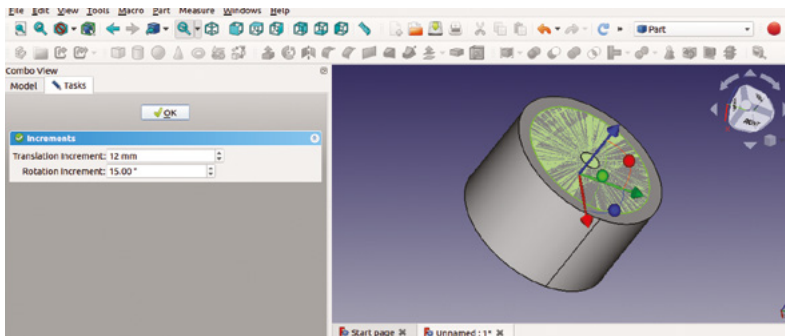 File Edit View Tools Macro Part Measure Windows Help
Part
Combo View
Model Tasks
OK
Increments
Translation Increment: 12 mm
Rotation Increment: 15.00 °
RIGHT
Start page Unnamed : 1*